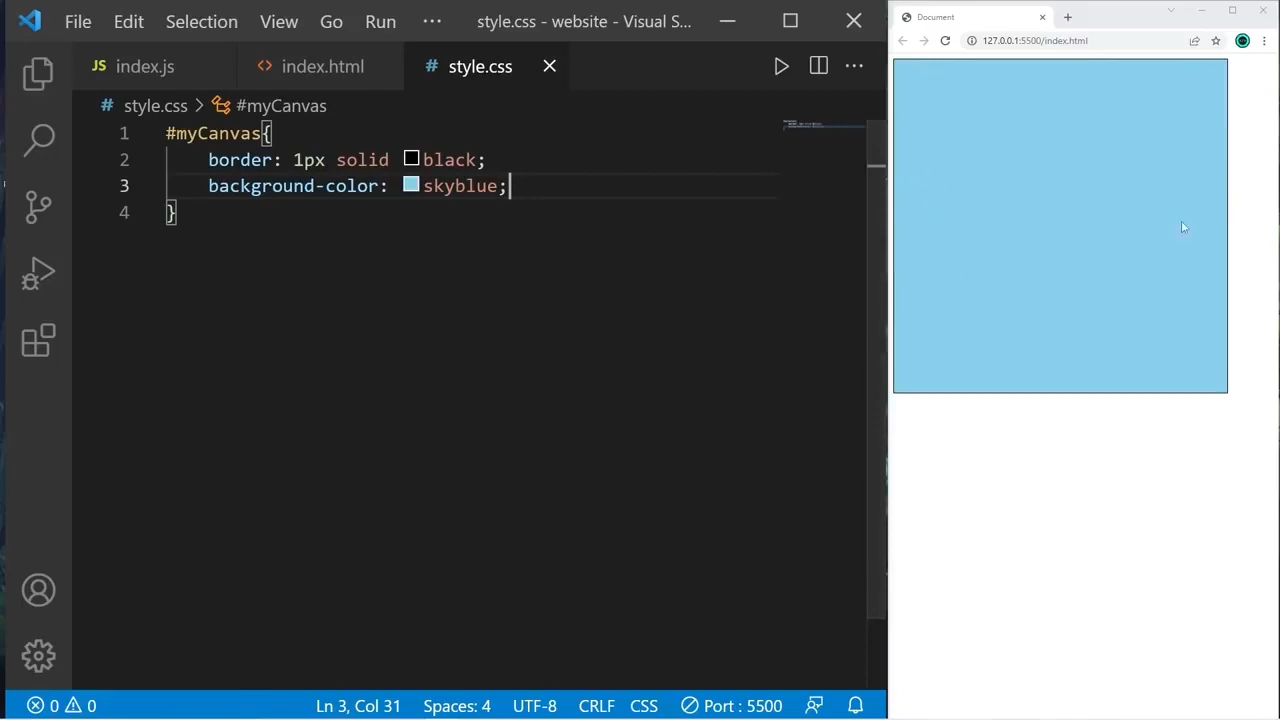 File Edit Selection View Go Run ··· style.css - website - Visual S...
JS index.js <> index.html # style.css
# style.css > #myCanvas
1 #myCanvas{
2 border: 1px solid black;
3 background-color: skyblue;
4 }
0 0 Ln 3, Col 31 Spaces: 4 UTF-8 CRLF CSS Port : 5500
Document
127.0.0.1:5500/index.html